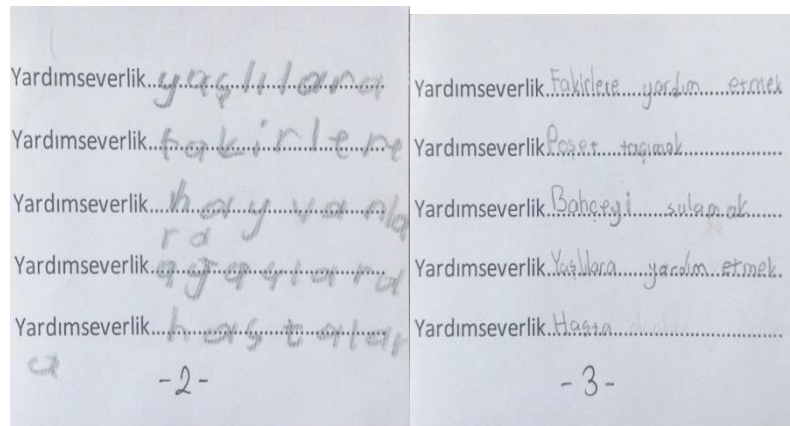 Yardımseverlik...yaşlılara
Yardımseverlik...fakirlere
Yardımseverlik...hayvanla
ra
Yardımseverlik...ağaçlara
Yardımseverlik...hastalar
a
-2-
Yardımseverlik...Fakirlere yardım etmek
Yardımseverlik...Poşet taşımak
Yardımseverlik...Bahçeyi sulamak
Yardımseverlik...Yaşlılara yardım etmek.
Yardımseverlik...Hasta
-3-